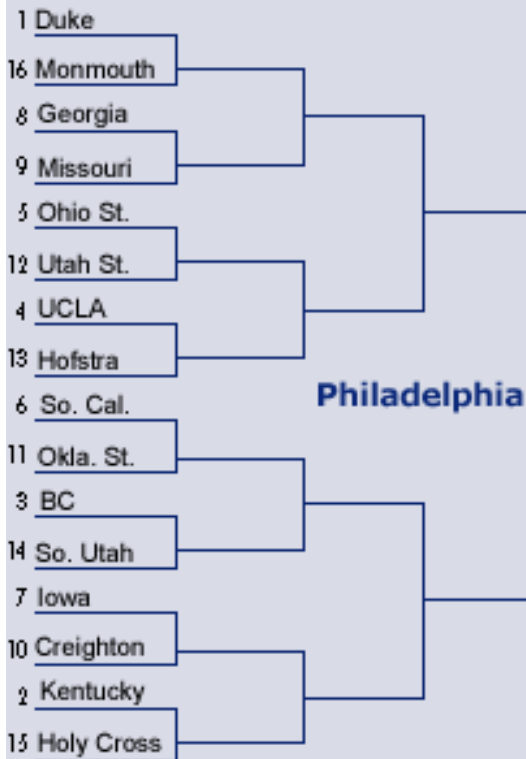 1 Duke
16 Monmouth
8 Georgia
9 Missouri
5 Ohio St.
12 Utah St.
4 UCLA
13 Hofstra
Philadelphia
6 So. Cal.
11 Okla. St.
3 BC
14 So. Utah
7 Iowa
10 Creighton
2 Kentucky
15 Holy Cross